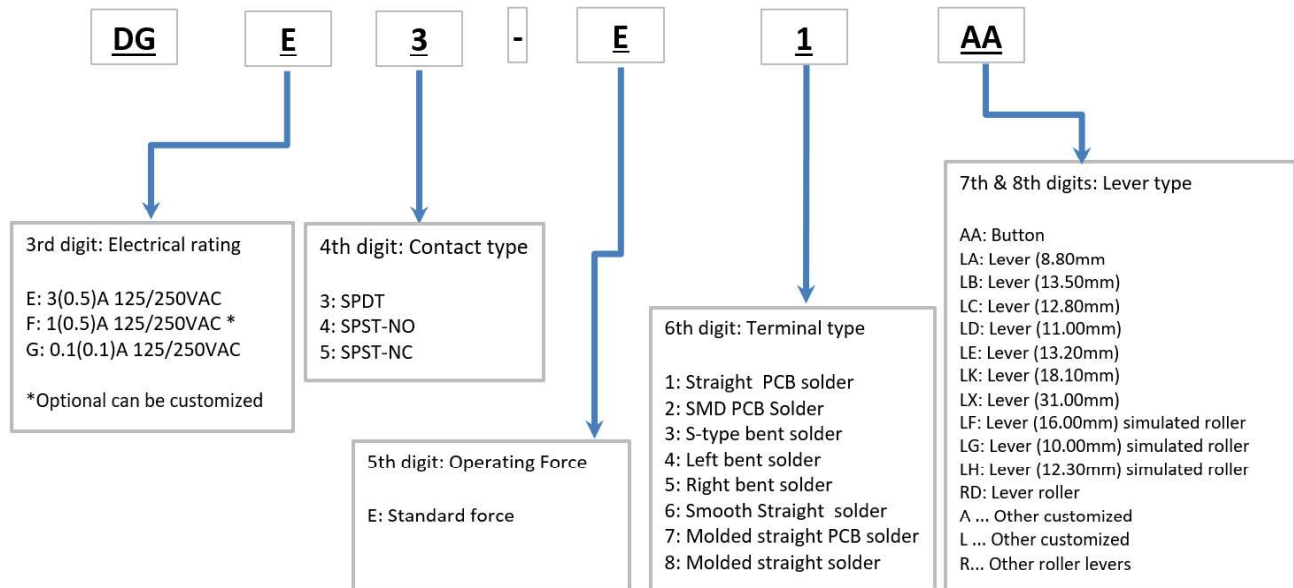 DG E 3 - E 1 AA
3rd digit: Electrical rating
E: 3(0.5)A 125/250VAC
F: 1(0.5)A 125/250VAC *
G: 0.1(0.1)A 125/250VAC
*Optional can be customized
4th digit: Contact type
3: SPDT
4: SPST-NO
5: SPST-NC
5th digit: Operating Force
E: Standard force
6th digit: Terminal type
1: Straight PCB solder
2: SMD PCB Solder
3: S-type bent solder
4: Left bent solder
5: Right bent solder
6: Smooth Straight solder
7: Molded straight PCB solder
8: Molded straight solder
7th & 8th digits: Lever type
AA: Button
LA: Lever (8.80mm
LB: Lever (13.50mm)
LC: Lever (12.80mm)
LD: Lever (11.00mm)
LE: Lever (13.20mm)
LK: Lever (18.10mm)
LX: Lever (31.00mm)
LF: Lever (16.00mm) simulated roller
LG: Lever (10.00mm) simulated roller
LH: Lever (12.30mm) simulated roller
RD: Lever roller
A ... Other customized
L ... Other customized
R... Other roller levers